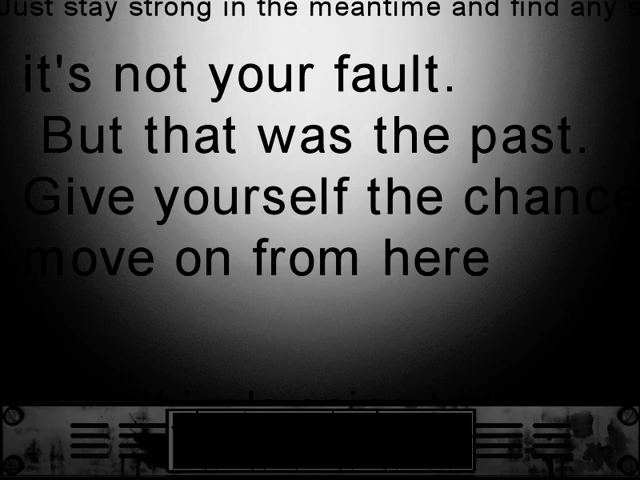 Just stay strong in the meantime and find any
it's not your fault.
But that was the past.
Give yourself the chance
move on from here